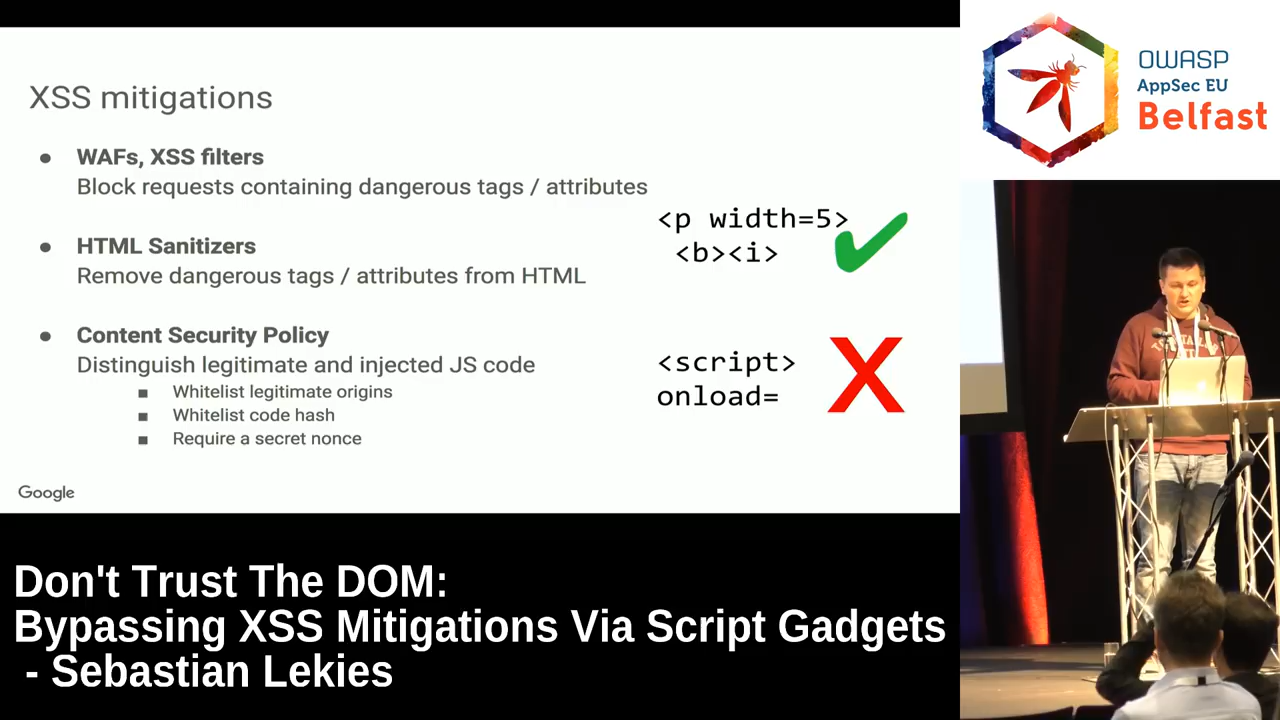 XSS mitigations
● WAFs, XSS filters
Block requests containing dangerous tags / attributes
● HTML Sanitizers
Remove dangerous tags / attributes from HTML
● Content Security Policy
Distinguish legitimate and injected JS code
■ Whitelist legitimate origins
■ Whitelist code hash
■ Require a secret nonce
<p width=5>
<b><i>
<script>
onload=
Google
OWASP
AppSec EU
Belfast
Don't Trust The DOM:
Bypassing XSS Mitigations Via Script Gadgets
- Sebastian Lekies